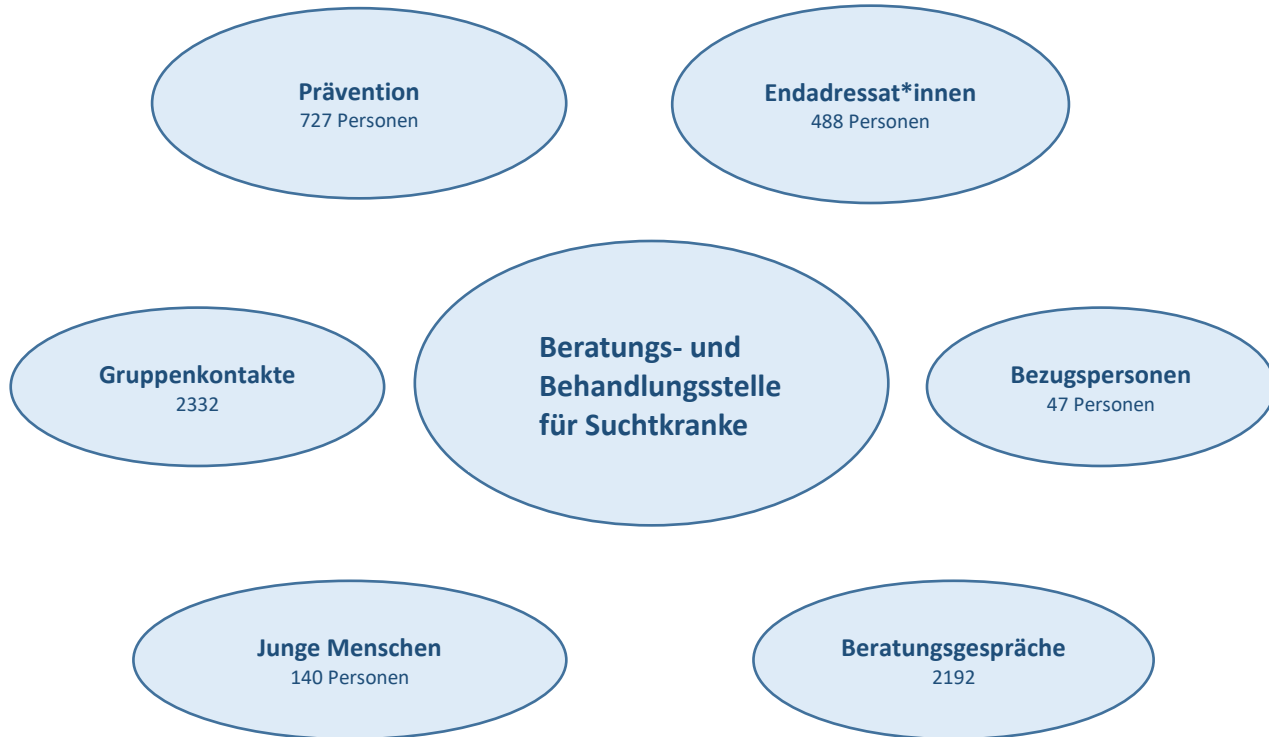 Prävention
727 Personen
Endadressat*innen
488 Personen
Beratungs- und
Behandlungsstelle
für Suchtkranke
Gruppenkontakte
2332
Bezugspersonen
47 Personen
Junge Menschen
140 Personen
Beratungsgespräche
2192